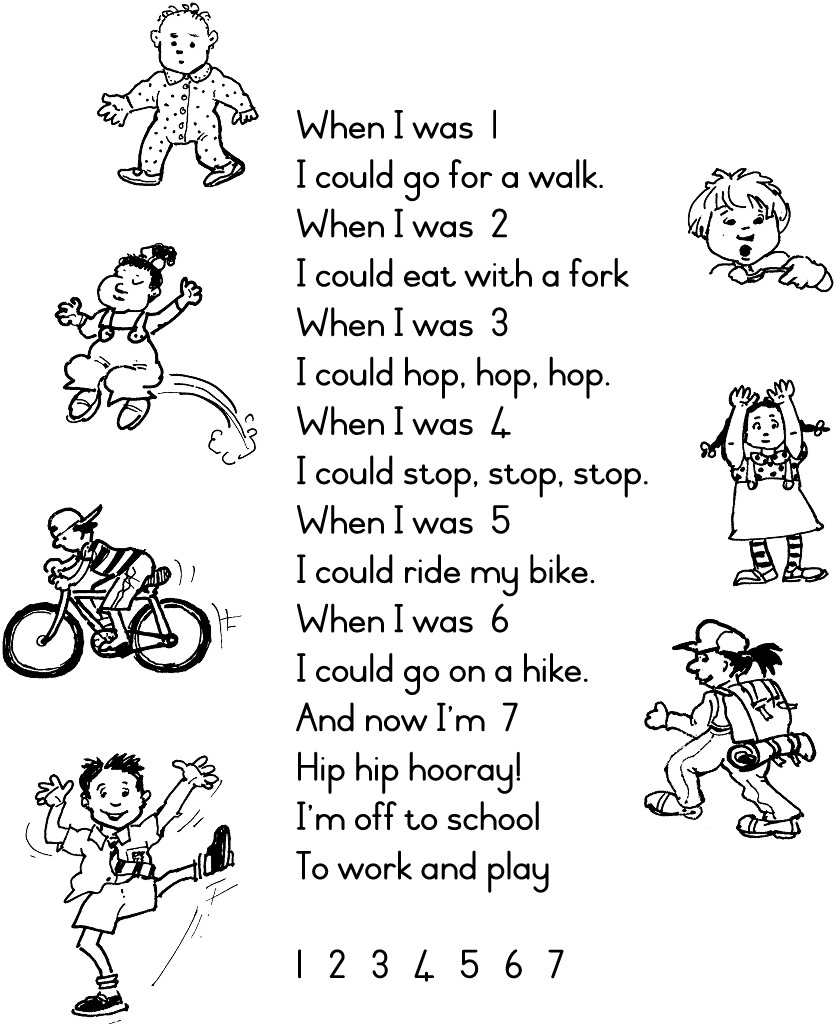 When I was 1
I could go for a walk.
When I was 2
I could eat with a fork
When I was 3
I could hop, hop, hop.
When I was 4
I could stop, stop, stop.
When I was 5
I could ride my bike.
When I was 6
I could go on a hike.
And now I'm 7
Hip hip hooray!
I'm off to school
To work and play
1 2 3 4 5 6 7